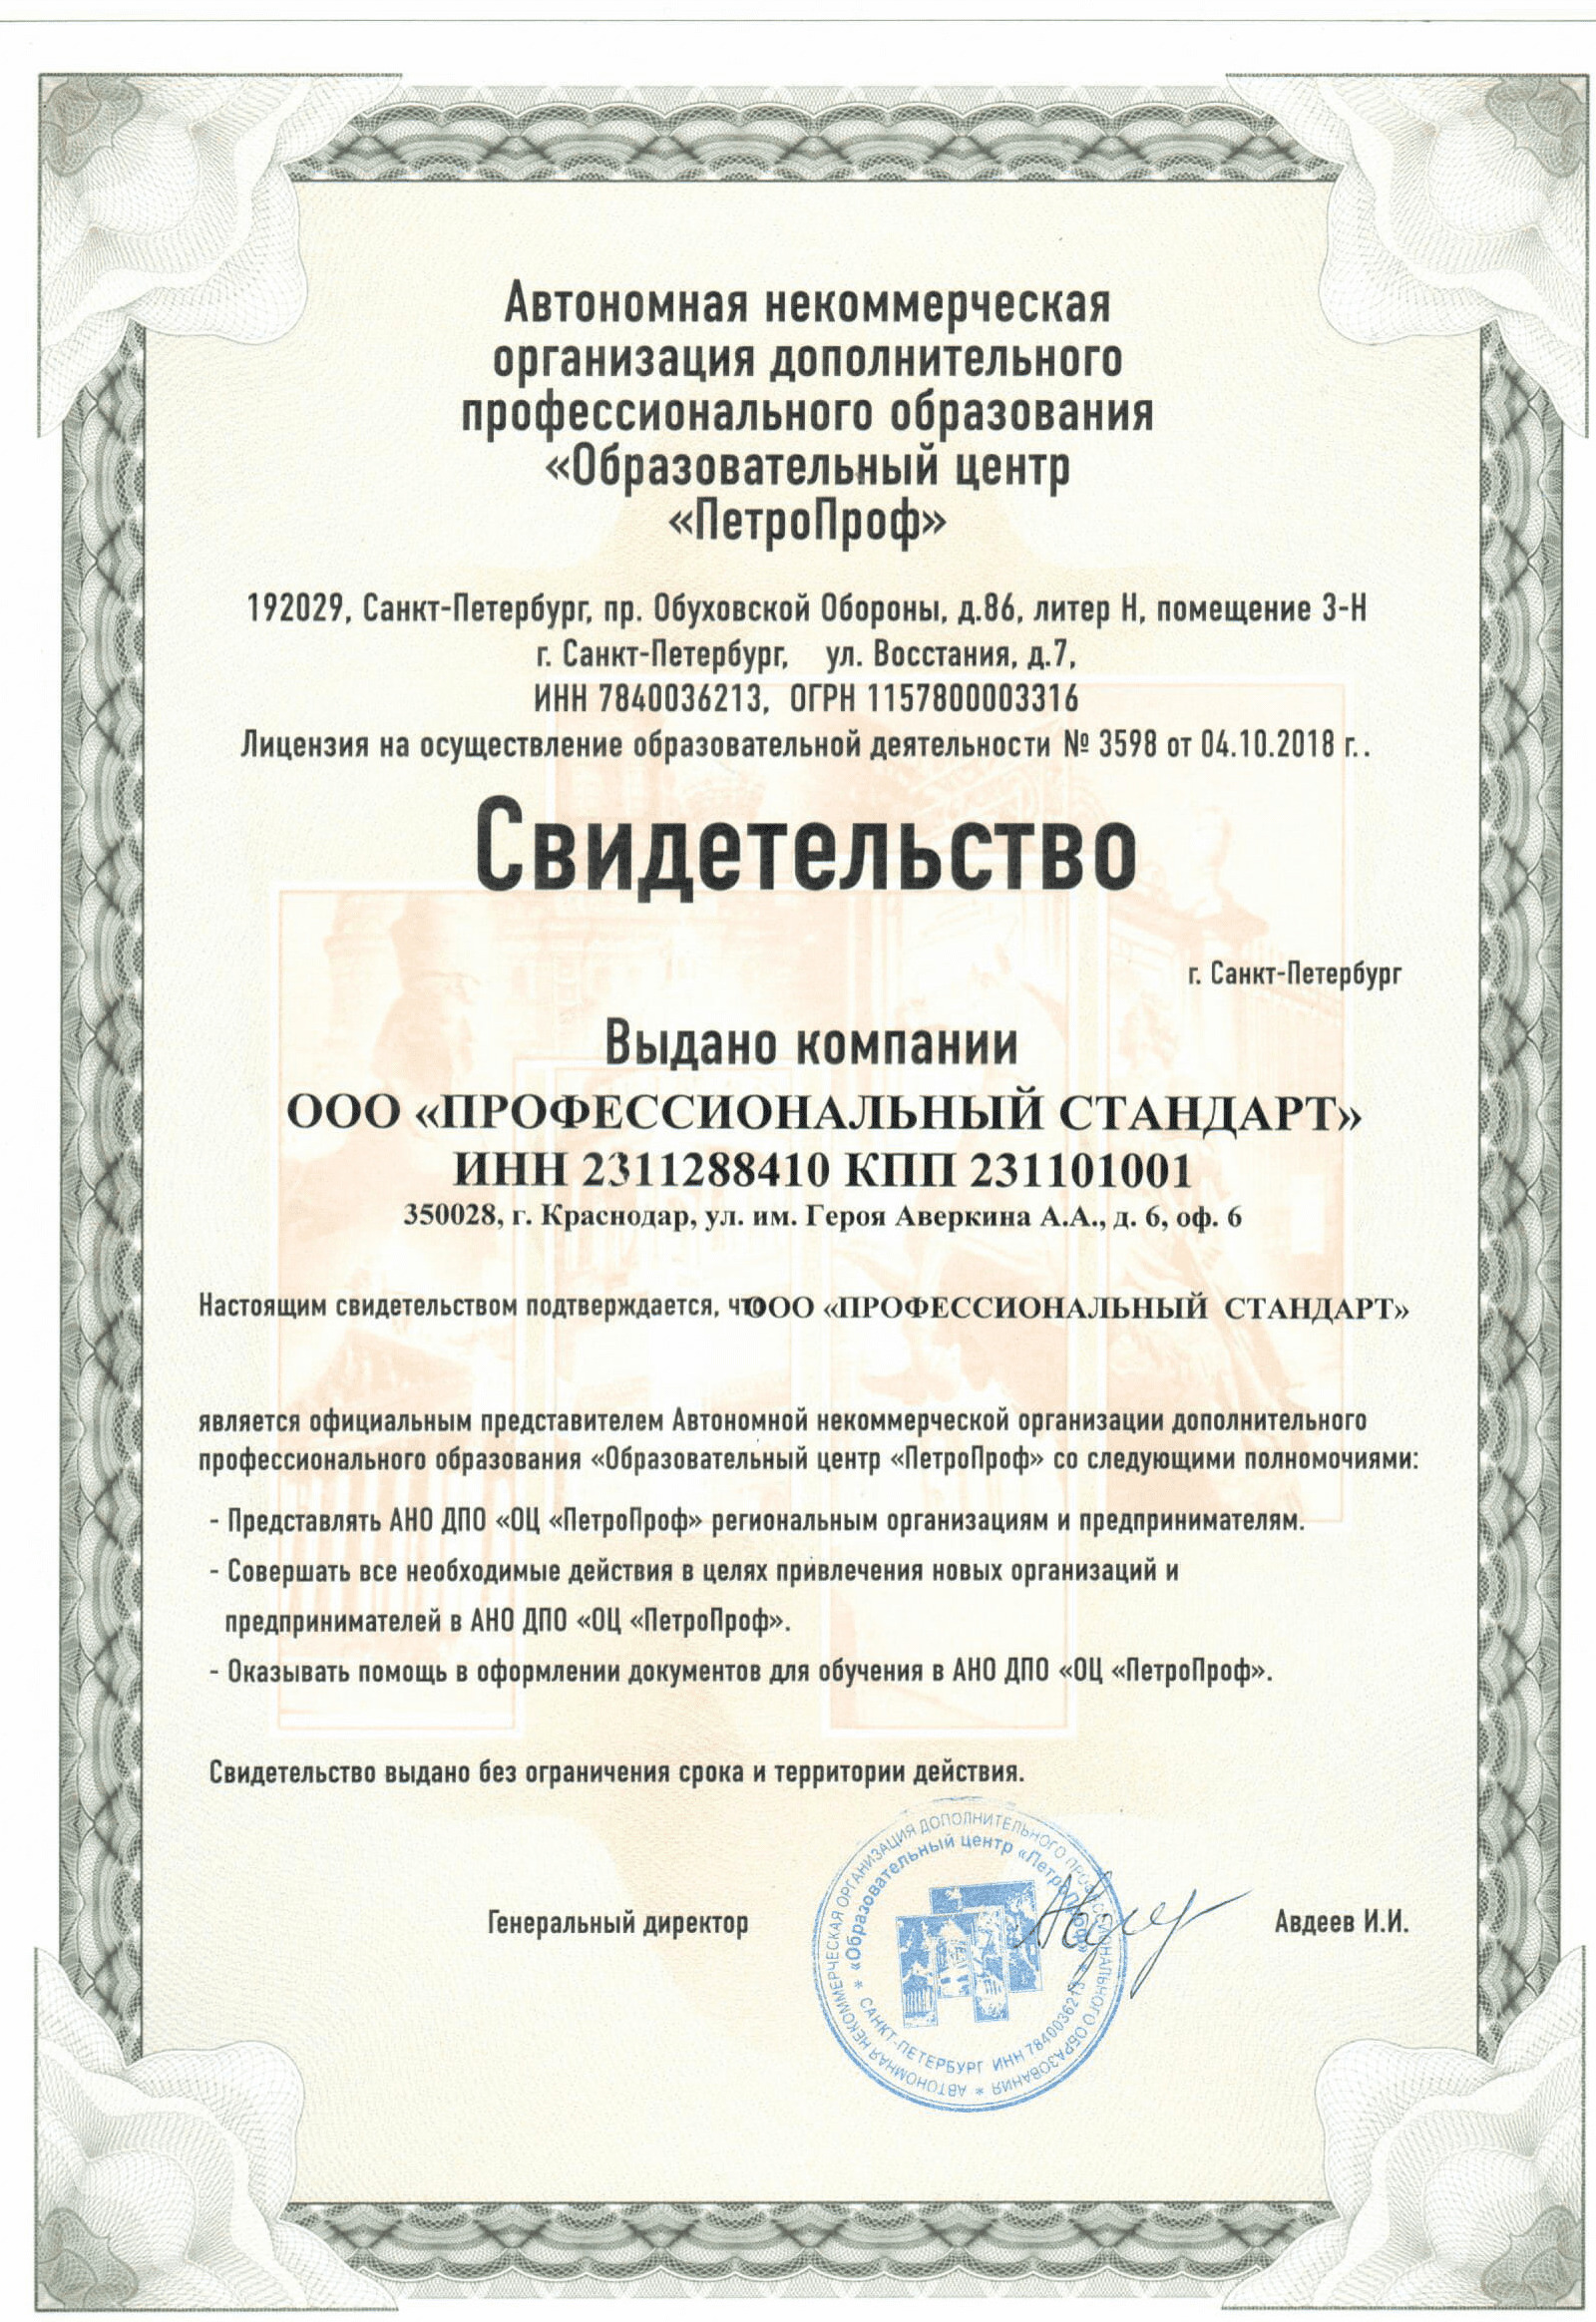 Автономная некоммерческая
организация дополнительного
профессионального образования
«Образовательный центр
«ПетроПроф»
192029, Санкт-Петербург, пр. Обуховской Обороны, д.86, литер Н, помещение 3-Н
г. Санкт-Петербург, ул. Восстания, д.7,
ИНН 7840036213, ОГРН 1157800003316
Лицензия на осуществление образовательной деятельности № 3598 от 04.10.2018 г..
Свидетельство
г. Санкт-Петербург
Выдано компании
ООО «ПРОФЕССИОНАЛЬНЫЙ СТАНДАРТ»
ИНН 2311288410 КПП 231101001
350028, г. Краснодар, ул. им. Героя Аверкина А.А., д. 6, оф. 6
Настоящим свидетельством подтверждается, что ООО «ПРОФЕССИОНАЛЬНЫЙ СТАНДАРТ»
является официальным представителем Автономной некоммерческой организации дополнительного
профессионального образования «Образовательный центр «ПетроПроф» со следующими полномочиями:
- Представлять АНО ДПО «ОЦ «ПетроПроф» региональным организациям и предпринимателям.
- Совершать все необходимые действия в целях привлечения новых организаций и
предпринимателей в АНО ДПО «ОЦ «ПетроПроф».
- Оказывать помощь в оформлении документов для обучения в АНО ДПО «ОЦ «ПетроПроф».
Свидетельство выдано без ограничения срока и территории действия.
Генеральный директор
Авдеев И.И.
* АВТОНОМНАЯ НЕКОММЕРЧЕСКАЯ ОРГАНИЗАЦИЯ ДОПОЛНИТЕЛЬНОГО ПРОФЕССИОНАЛЬНОГО ОБРАЗОВАНИЯ
* «Образовательный центр «ПетроПроф» *
САНКТ-ПЕТЕРБУРГ ИНН 7840036213